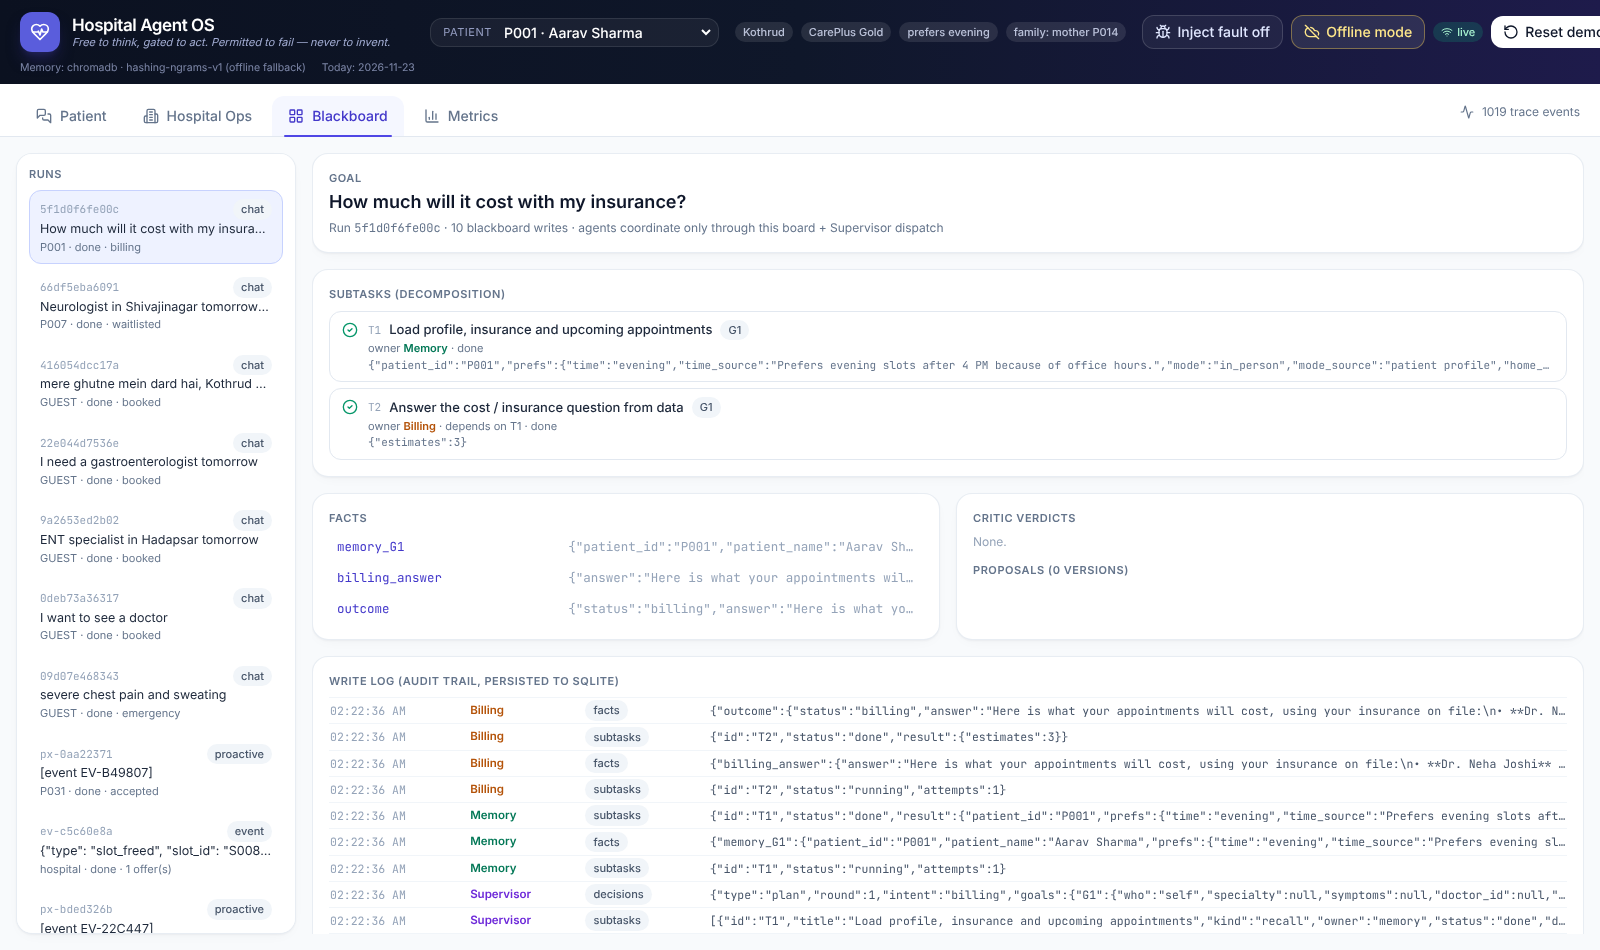 Hospital Agent OS
Free to think, gated to act. Permitted to fail — never to invent.
Memory: chromadb · hashing-ngrams-v1 (offline fallback) Today: 2026-11-23
PATIENT P001 · Aarav Sharma
Kothrud CarePlus Gold prefers evening family: mother P014
Inject fault off Offline mode live Reset demo
Patient Hospital Ops Blackboard Metrics 1019 trace events
RUNS
5f1d0f6fe00c chat
How much will it cost with my insura...
P001 · done · billing
66df5eba6091 chat
Neurologist in Shivajinagar tomorrow...
P007 · done · waitlisted
416054dcc17a chat
mere ghutne mein dard hai, Kothrud ...
GUEST · done · booked
22e044d7536e chat
I need a gastroenterologist tomorrow
GUEST · done · booked
9a2653ed2b02 chat
ENT specialist in Hadapsar tomorrow
GUEST · done · booked
0deb73a36317 chat
I want to see a doctor
GUEST · done · booked
09d07e468343 chat
severe chest pain and sweating
GUEST · done · emergency
px-0aa22371 proactive
[event EV-B49807]
P031 · done · accepted
ev-c5c60e8a event
{"type": "slot_freed", "slot_id": "S008...
hospital · done · 1 offer(s)
px-bded326b proactive
[event EV-22C447]
GOAL
How much will it cost with my insurance?
Run 5f1d0f6fe00c · 10 blackboard writes · agents coordinate only through this board + Supervisor dispatch
SUBTASKS (DECOMPOSITION)
T1 Load profile, insurance and upcoming appointments G1
owner Memory · done
{"patient_id":"P001","prefs":{"time":"evening","time_source":"Prefers evening slots after 4 PM because of office hours.","mode":"in_person","mode_source":"patient profile","home_…
T2 Answer the cost / insurance question from data G1
owner Billing · depends on T1 · done
{"estimates":3}
FACTS
memory_G1 {"patient_id":"P001","patient_name":"Aarav Sh…
billing_answer {"answer":"Here is what your appointments wil…
outcome {"status":"billing","answer":"Here is what yo…
CRITIC VERDICTS
None.
PROPOSALS (0 VERSIONS)
WRITE LOG (AUDIT TRAIL, PERSISTED TO SQLITE)
02:22:36 AM Billing facts {"outcome":{"status":"billing","answer":"Here is what your appointments will cost, using your insurance on file:\n• **Dr. N…
02:22:36 AM Billing subtasks {"id":"T2","status":"done","result":{"estimates":3}}
02:22:36 AM Billing facts {"billing_answer":{"answer":"Here is what your appointments will cost, using your insurance on file:\n• **Dr. Neha Joshi** …
02:22:36 AM Billing subtasks {"id":"T2","status":"running","attempts":1}
02:22:36 AM Memory subtasks {"id":"T1","status":"done","result":{"patient_id":"P001","prefs":{"time":"evening","time_source":"Prefers evening slots aft…
02:22:36 AM Memory facts {"memory_G1":{"patient_id":"P001","patient_name":"Aarav Sharma","prefs":{"time":"evening","time_source":"Prefers evening sl…
02:22:36 AM Memory subtasks {"id":"T1","status":"running","attempts":1}
02:22:36 AM Supervisor decisions {"type":"plan","round":1,"intent":"billing","goals":{"G1":{"who":"self","specialty":null,"symptoms":null,"doctor_id":null,"…
02:22:36 AM Supervisor subtasks [{"id":"T1","title":"Load profile, insurance and upcoming appointments","kind":"recall","owner":"memory","status":"done","d…